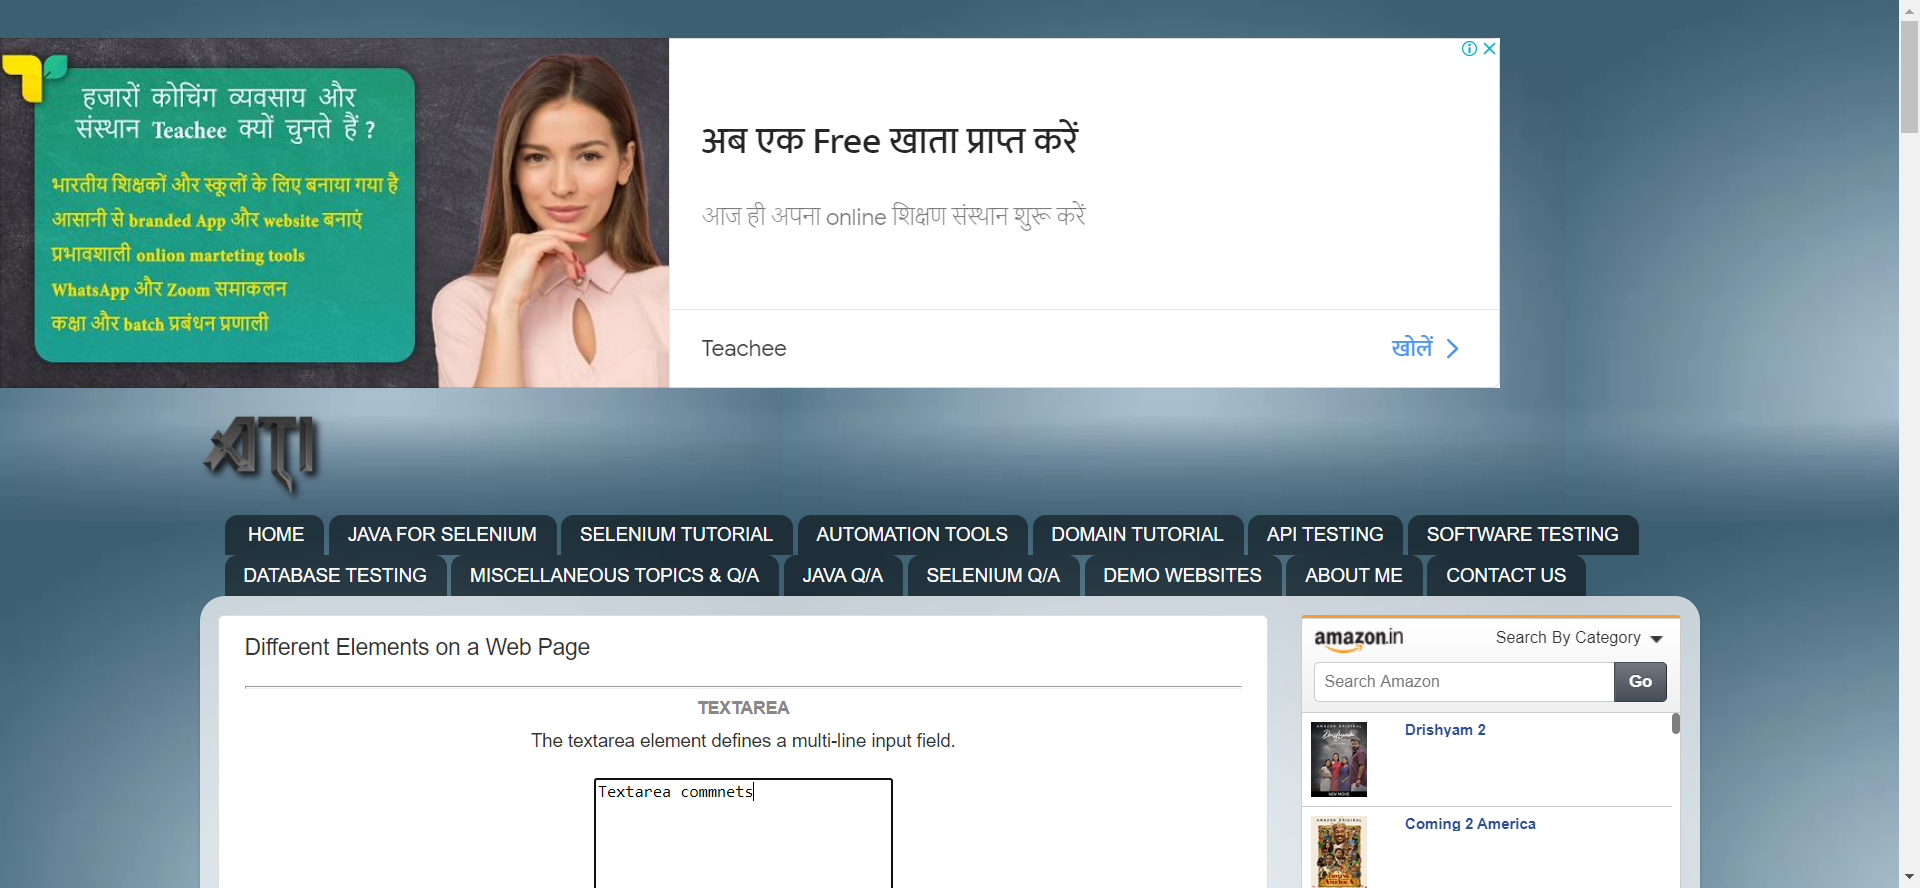 हजारों कोचिंग व्यवसाय और
संस्थान Teachee क्यों चुनते हैं ?
भारतीय शिक्षकों और स्कूलों के लिए बनाया गया है
आसानी से branded App और website बनाएं
प्रभावशाली onlion marteting tools
WhatsApp और Zoom समाकलन
कक्षा और batch प्रबंधन प्रणाली
अब एक Free खाता प्राप्त करें
आज ही अपना online शिक्षण संस्थान शुरू करें
Teachee
खोलें
ATI
HOME JAVA FOR SELENIUM SELENIUM TUTORIAL AUTOMATION TOOLS DOMAIN TUTORIAL API TESTING SOFTWARE TESTING
DATABASE TESTING MISCELLANEOUS TOPICS & Q/A JAVA Q/A SELENIUM Q/A DEMO WEBSITES ABOUT ME CONTACT US
Different Elements on a Web Page
TEXTAREA
The textarea element defines a multi-line input field.
Textarea commnets
amazon.in Search By Category
Search Amazon Go
Drishyam 2
Coming 2 America